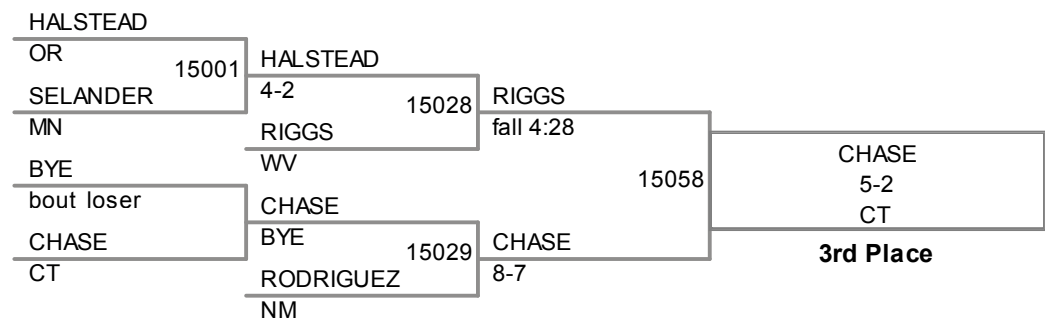 HALSTEAD
OR
15001
SELANDER
MN
BYE
bout loser
CHASE
CT
HALSTEAD
4-2
15028
RIGGS
WV
CHASE
BYE
15029
RODRIGUEZ
NM
RIGGS
fall 4:28
15058
CHASE
8-7
CHASE
5-2
CT
3rd Place